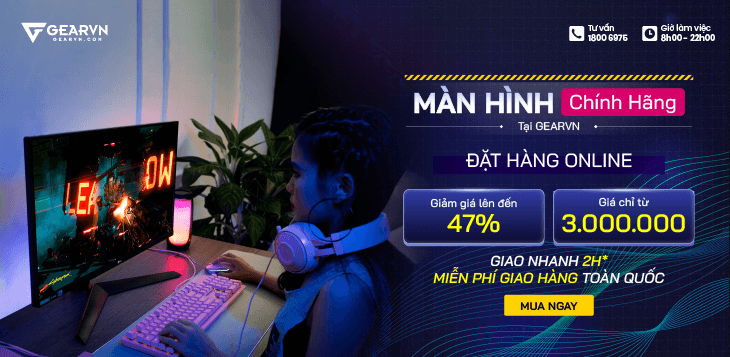 GEARVN
GEARVN.COM
Tư vấn
1800 6975
Giờ làm việc
8h00 - 22h00
MÀN HÌNH Chính Hãng
Tại GEARVN
ĐẶT HÀNG ONLINE
Giảm giá lên đến
47%
Giá chỉ từ
3.000.000
GIAO NHANH 2H*
MIỄN PHÍ GIAO HÀNG TOÀN QUỐC
MUA NGAY